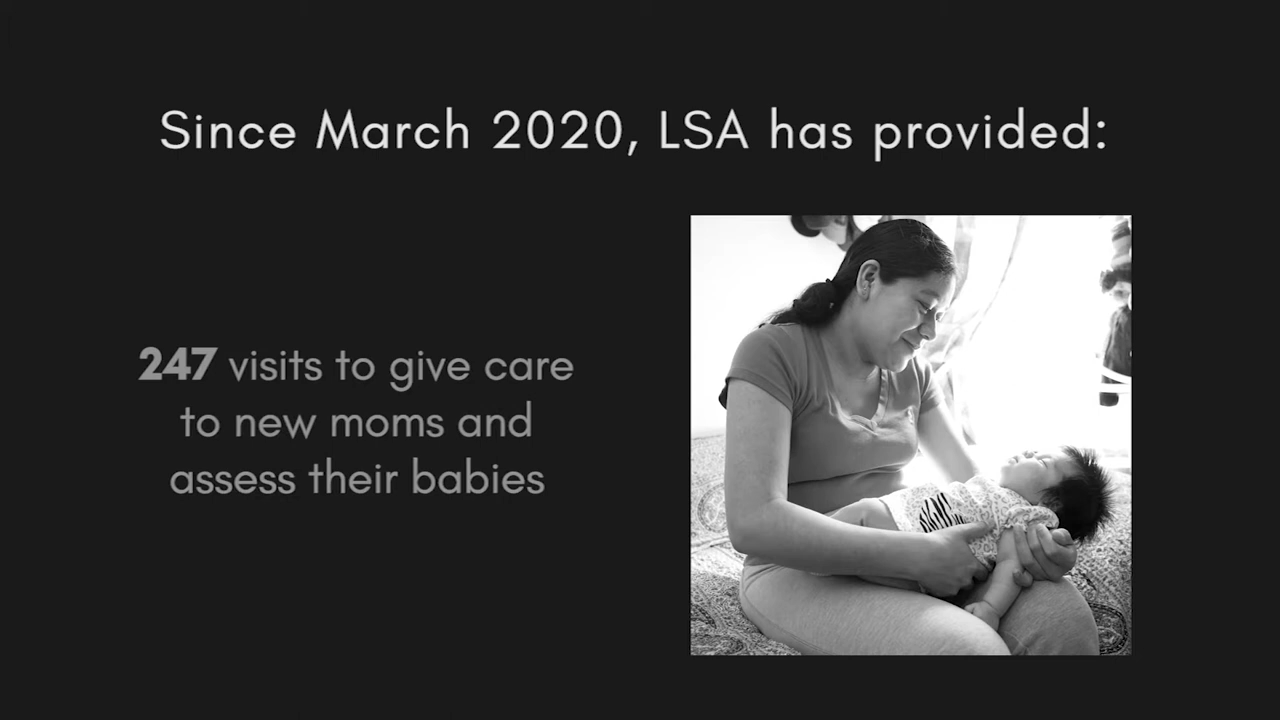 Since March 2020, LSA has provided:
247 visits to give care
to new moms and
assess their babies